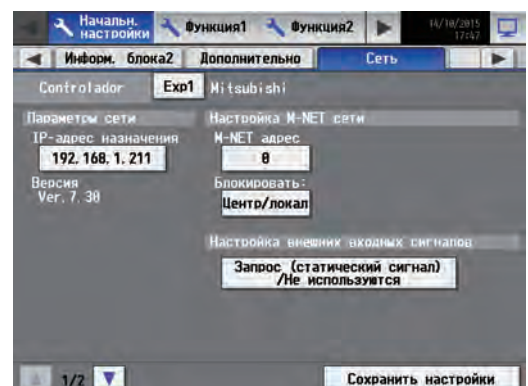 Начальн.
настройки
Функция1
Функция2
14/10/2015
17:47
Информ. блока2
Дополнительно
Сеть
Controlador
Exp1
Mitsubishi
Параметры сети
Настройка M-NET сети
IP-адрес назначения
M-NET адрес
192.168.1.211
0
Версия
Блокировать:
Ver.7.30
Центр/локал
Настройка внешних входных сигналов
Запрос (статический сигнал)
/Не используются
1/2
Сохранить настройки